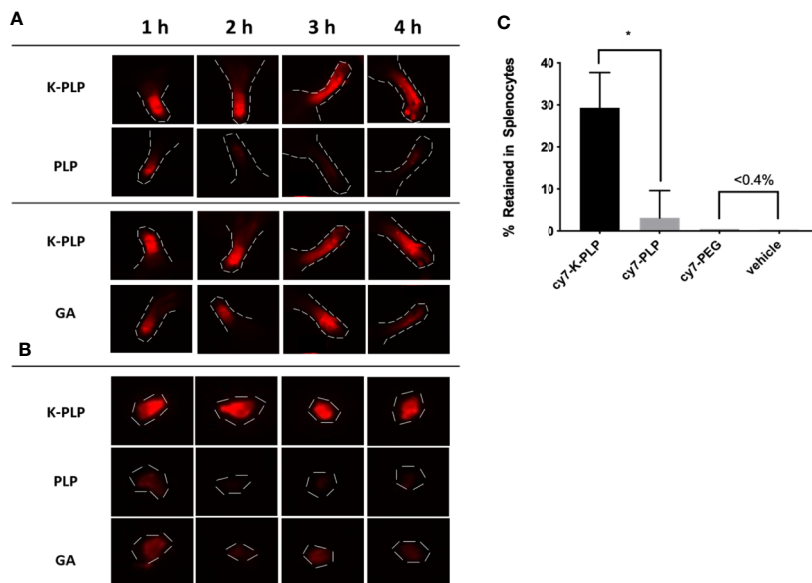 A
1 h 2 h 3 h 4 h
K-PLP
PLP
K-PLP
GA
B
K-PLP
PLP
GA
C
% Retained in Splenocytes
40
30
20
10
0
*
<0.4%
cy7-K-PLP
cy7-PLP
cy7-PEG
vehicle